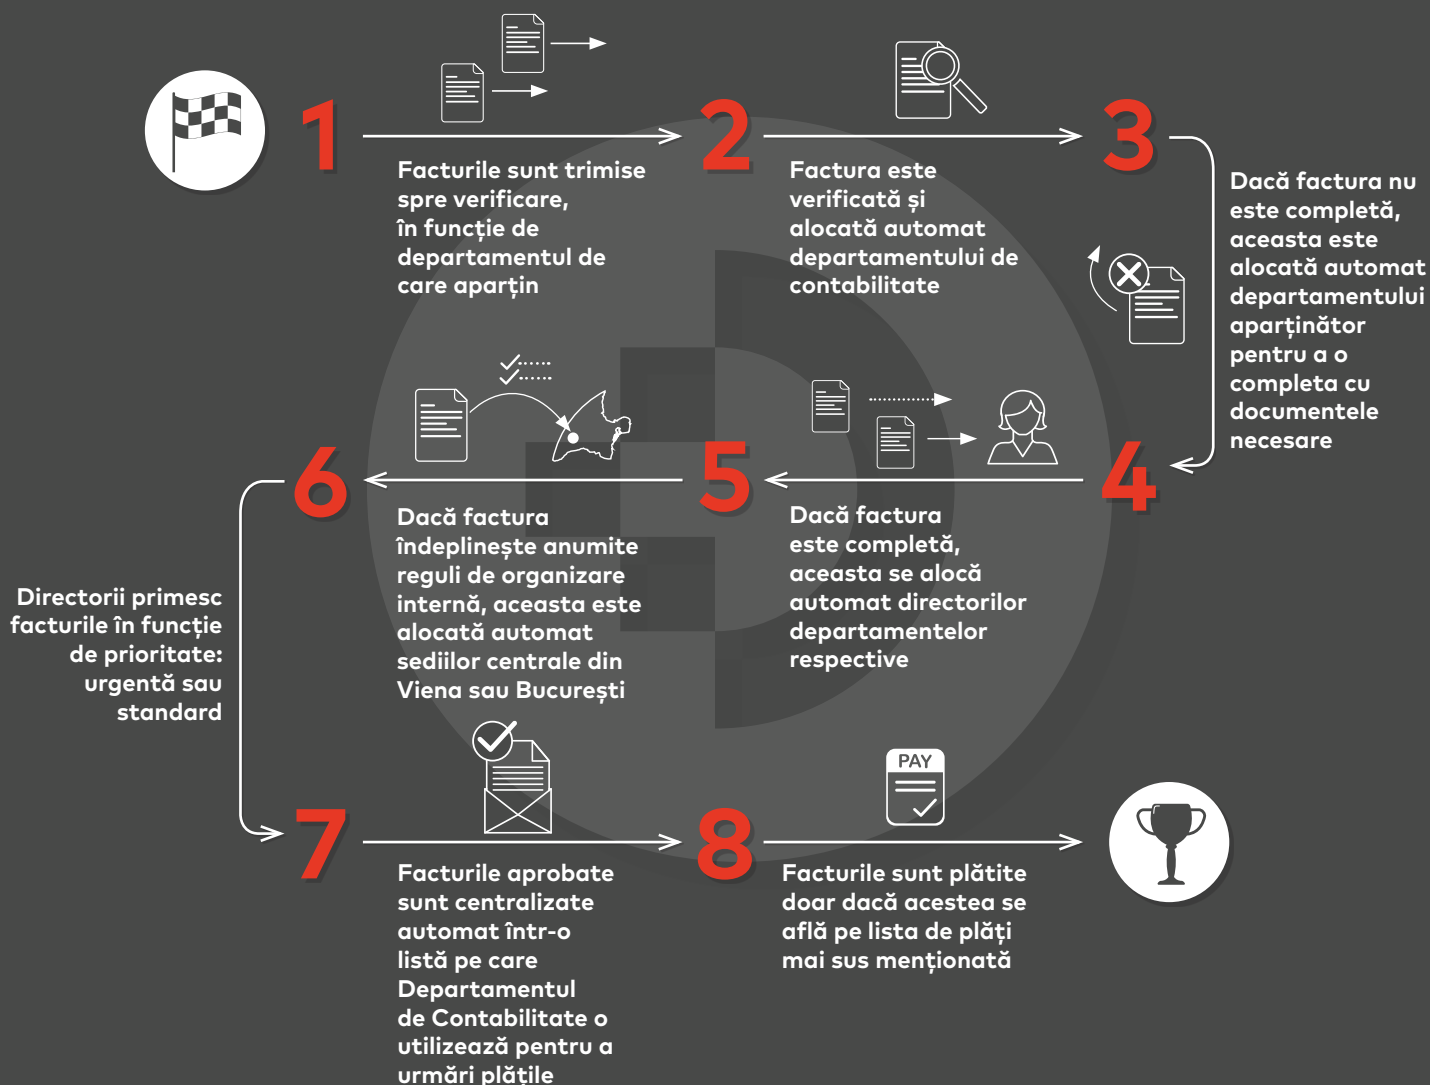 1
Facturile sunt trimise
spre verificare,
în funcție de
departamentul de
care aparțin
2
Factura este
verificată și
alocată automat
departamentului de
contabilitate
3
Dacă factura nu
este completă,
aceasta este
alocată automat
departamentului
aparținător
pentru a o
completa cu
documentele
necesare
4
Dacă factura
este completă,
aceasta se alocă
automat directorilor
departamentelor
respective
5
Dacă factura
îndeplinește anumite
reguli de organizare
internă, aceasta este
alocată automat
sediilor centrale din
Viena sau București
6
Directorii primesc
facturile în funcție
de prioritate:
urgentă sau
standard
7
Facturile aprobate
sunt centralizate
automat într-o
listă pe care
Departamentul
de Contabilitate o
utilizează pentru a
urmări plățile
8
PAY
Facturile sunt plătite
doar dacă acestea se
află pe lista de plăți
mai sus menționată